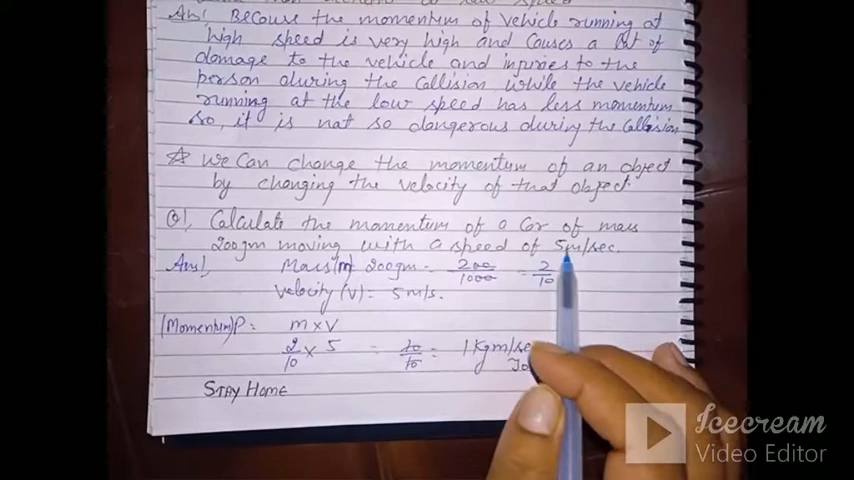 Ans! Because the momentum of vehicle running at
high speed is very high and causes a lot of
damage to the vehicle and injuries to the
person during the collision while the vehicle
running at the low speed has less momentum
so, it is not so dangerous during the collision
☆ We can change the momentum of an object
by changing the velocity of that object.
Q1, Calculate the momentum of a car of mass
200gm moving with a speed of 5m/sec.
Ans!, Mass(m) 200gm - 200/1000 = 2/10
Velocity (V) = 5m/s.
(Momentum)P = m×V
2/10 × 5 = 10/10 = 1 Kgm/se
STAY HOME
Icecream
Video Editor